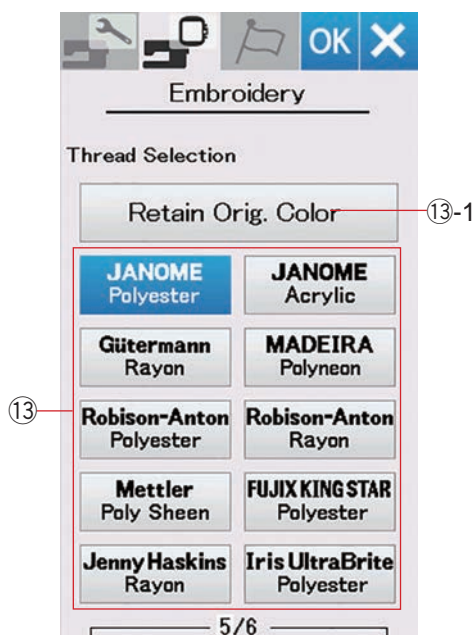 OK X
Embroidery
Thread Selection
Retain Orig. Color
⑬-1
JANOME
Polyester
JANOME
Acrylic
Gütermann
Rayon
MADEIRA
Polyneon
⑬
Robison-Anton
Polyester
Robison-Anton
Rayon
Mettler
Poly Sheen
FUJIX KING STAR
Polyester
Jenny Haskins
Rayon
Iris UltraBrite
Polyester
5/6